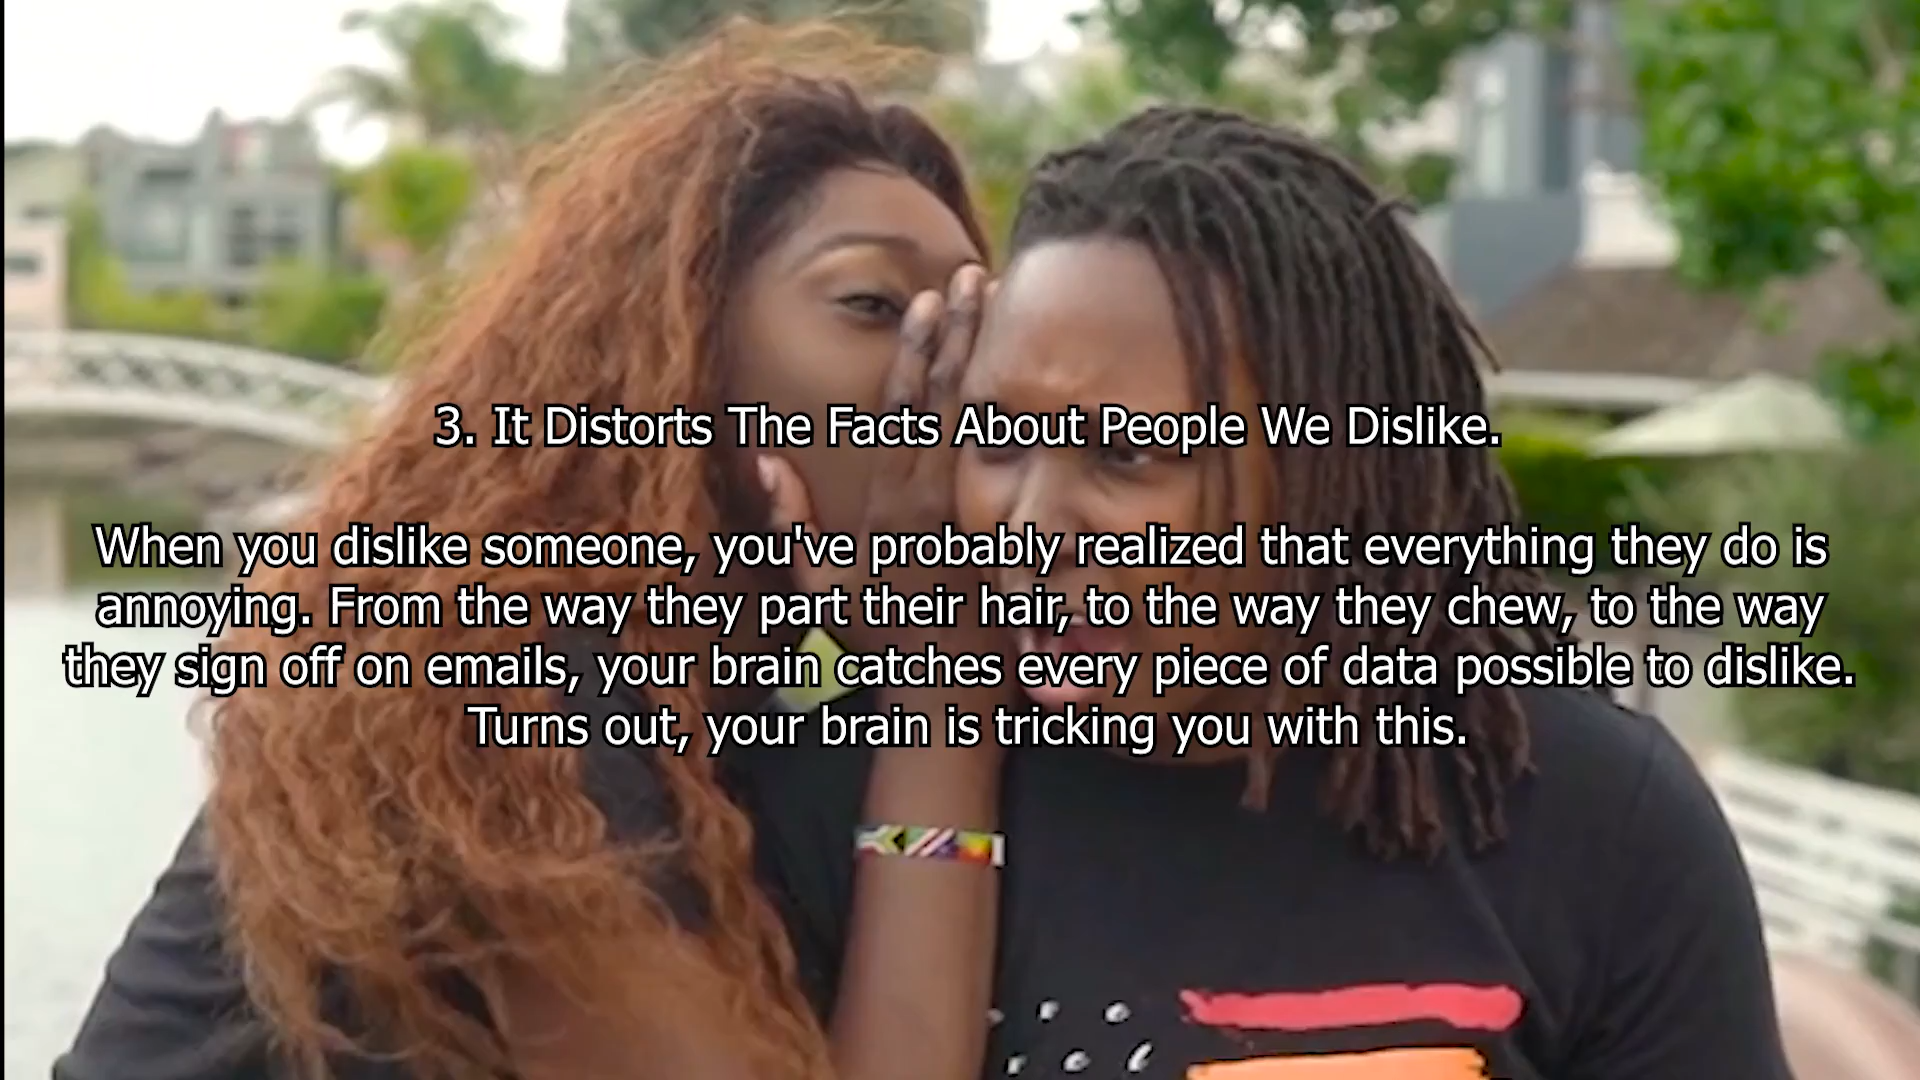 3. It Distorts The Facts About People We Dislike.
When you dislike someone, you've probably realized that everything they do is
annoying. From the way they part their hair, to the way they chew, to the way
they sign off on emails, your brain catches every piece of data possible to dislike.
Turns out, your brain is tricking you with this.